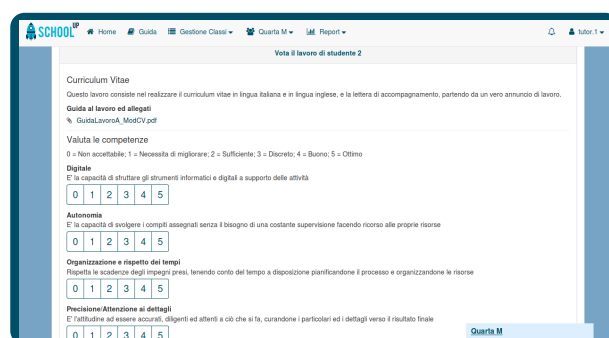 SCHOOL UP Home Guida Gestione Classi Quarta M Report tutor.1
Vota il lavoro di studente 2
Curriculum Vitae
Questo lavoro consiste nel realizzare il curriculum vitae in lingua italiana e in lingua inglese, e la lettera di accompagnamento, partendo da un vero annuncio di lavoro.
Guida al lavoro ed allegati
GuidaLavoroA_ModCV.pdf
Valuta le competenze
0 = Non accettabile; 1 = Necessita di migliorare; 2 = Sufficiente; 3 = Discreto; 4 = Buono; 5 = Ottimo
Digitale
E' la capacità di sfruttare gli strumenti informatici e digitali a supporto delle attività
0 1 2 3 4 5
Autonomia
E' la capacità di svolgere i compiti assegnati senza il bisogno di una costante supervisione facendo ricorso alle proprie risorse
0 1 2 3 4 5
Organizzazione e rispetto dei tempi
Rispetta le scadenze degli impegni presi, tenendo conto del tempo a disposizione pianificandone il processo e organizzandone le risorse
0 1 2 3 4 5
Precisione/Attenzione ai dettagli
E' l'attitudine ad essere accurati, diligenti ed attenti a ciò che si fa, curandone i particolari ed i dettagli verso il risultato finale
0 1 2 3 4 5
Quarta M